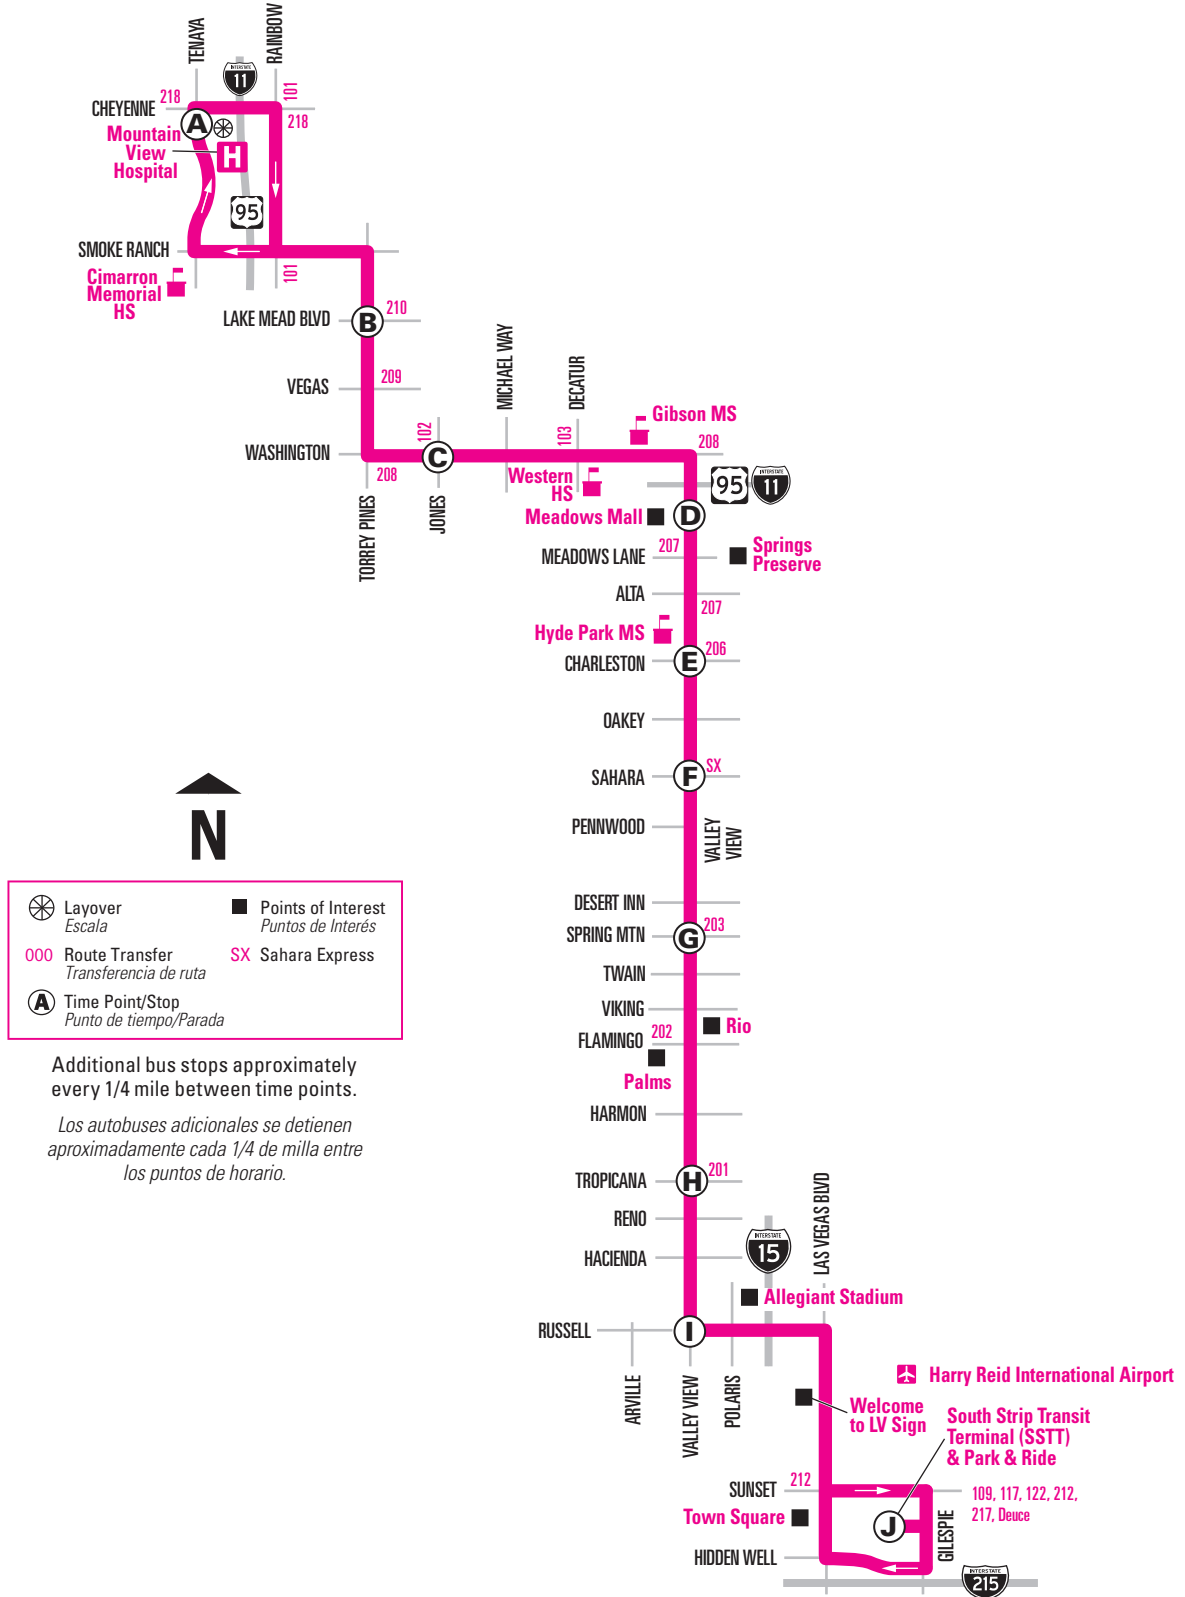 TENAYA
RAINBOW
INTERSTATE
11
CHEYENNE
218
101
218
A
Mountain
View
Hospital
H
95
SMOKE RANCH
101
Cimarron
Memorial
HS
LAKE MEAD BLVD
B
210
VEGAS
209
MICHAEL WAY
DECATUR
WASHINGTON
102
C
103
Gibson MS
208
208
Western
HS
95
INTERSTATE
11
TORREY PINES
JONES
Meadows Mall
D
MEADOWS LANE
207
Springs
Preserve
ALTA
207
Hyde Park MS
CHARLESTON
E
206
OAKEY
SAHARA
F
SX
PENNWOOD
VALLEY
VIEW
DESERT INN
SPRING MTN
G
203
TWAIN
VIKING
Rio
FLAMINGO
202
Palms
HARMON
TROPICANA
H
201
RENO
HACIENDA
INTERSTATE
15
LAS VEGAS BLVD
Allegiant Stadium
RUSSELL
I
ARVILLE
VALLEY VIEW
POLARIS
Harry Reid International Airport
Welcome
to LV Sign
South Strip Transit
Terminal (SSTT)
& Park & Ride
SUNSET
212
109, 117, 122, 212,
217, Deuce
Town Square
J
GILESPIE
HIDDEN WELL
INTERSTATE
215
N
Layover
Escala
Points of Interest
Puntos de Interés
000 Route Transfer
Transferencia de ruta
SX Sahara Express
A Time Point/Stop
Punto de tiempo/Parada
Additional bus stops approximately
every 1/4 mile between time points.
Los autobuses adicionales se detienen
aproximadamente cada 1/4 de milla entre
los puntos de horario.